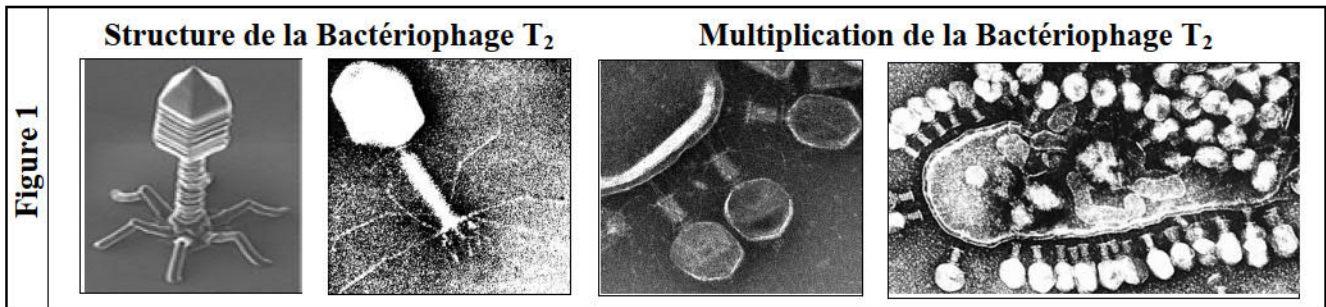 Figure 1
Structure de la Bactériophage T₂
Multiplication de la Bactériophage T₂